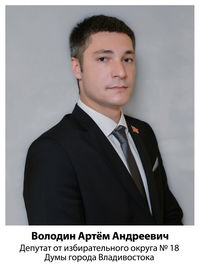 Володин Артём Андреевич
Депутат от избирательного округа № 18
Думы города Владивостока